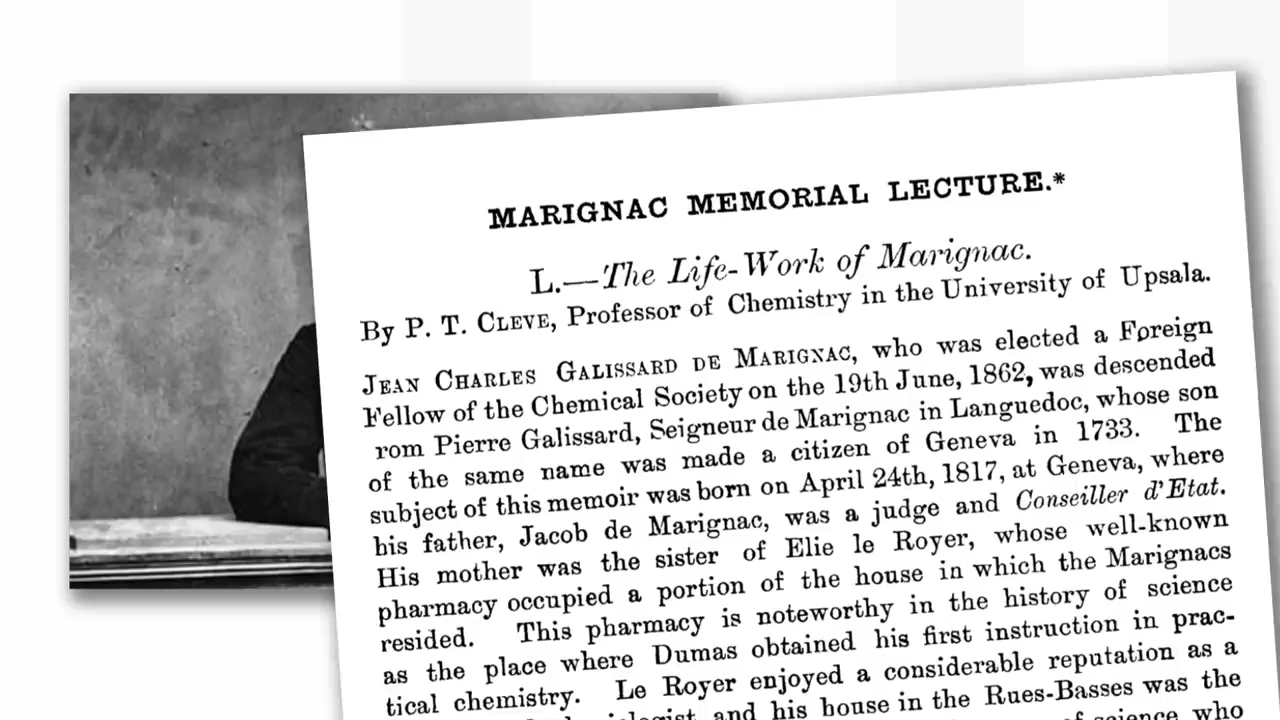 MARIGNAC MEMORIAL LECTURE.*
L.—The Life-Work of Marignac.
By P. T. CLEVE, Professor of Chemistry in the University of Upsala.
JEAN CHARLES GALISSARD DE MARIGNAC, who was elected a Foreign
Fellow of the Chemical Society on the 19th June, 1862, was descended
rom Pierre Galissard, Seigneur de Marignac in Languedoc, whose son
of the same name was made a citizen of Geneva in 1733. The
subject of this memoir was born on April 24th, 1817, at Geneva, where
his father, Jacob de Marignac, was a judge and Conseiller d'Etat.
His mother was the sister of Elie le Royer, whose well-known
pharmacy occupied a portion of the house in which the Marignacs
resided. This pharmacy is noteworthy in the history of science
as the place where Dumas obtained his first instruction in prac-
tical chemistry. Le Royer enjoyed a considerable reputation as a
and his house in the Rues-Basses was the
of science who